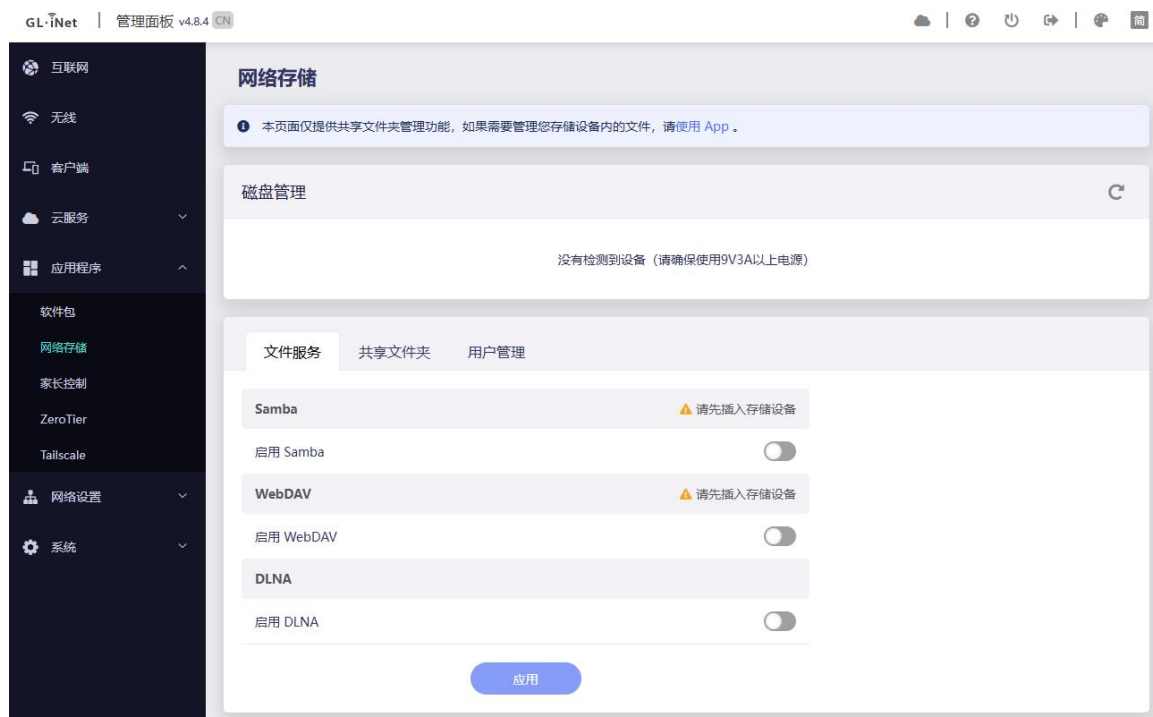 GL·iNet | 管理面板 v4.8.4 CN
简
互联网
无线
客户端
云服务
应用程序
软件包
网络存储
家长控制
ZeroTier
Tailscale
网络设置
系统
网络存储
本页面仅提供共享文件夹管理功能，如果需要管理您存储设备内的文件，请使用 App 。
磁盘管理
没有检测到设备（请确保使用9V3A以上电源）
文件服务 共享文件夹 用户管理
Samba 请先插入存储设备
启用 Samba
WebDAV 请先插入存储设备
启用 WebDAV
DLNA
启用 DLNA
应用